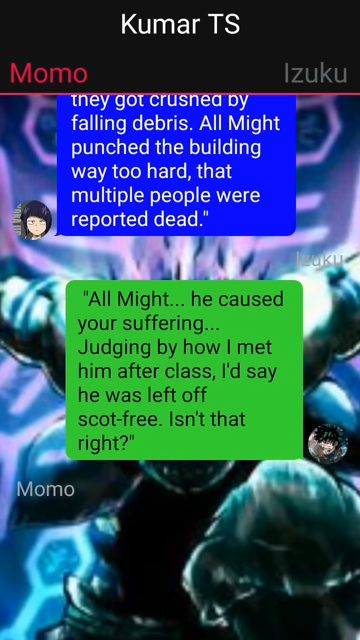 Kumar TS
Momo
Izuku
they got crushed by
falling debris. All Might
punched the building
way too hard, that
multiple people were
reported dead."
Izuku
"All Might... he caused
your suffering...
Judging by how I met
him after class, I'd say
he was left off
scot-free. Isn't that
right?"
Momo